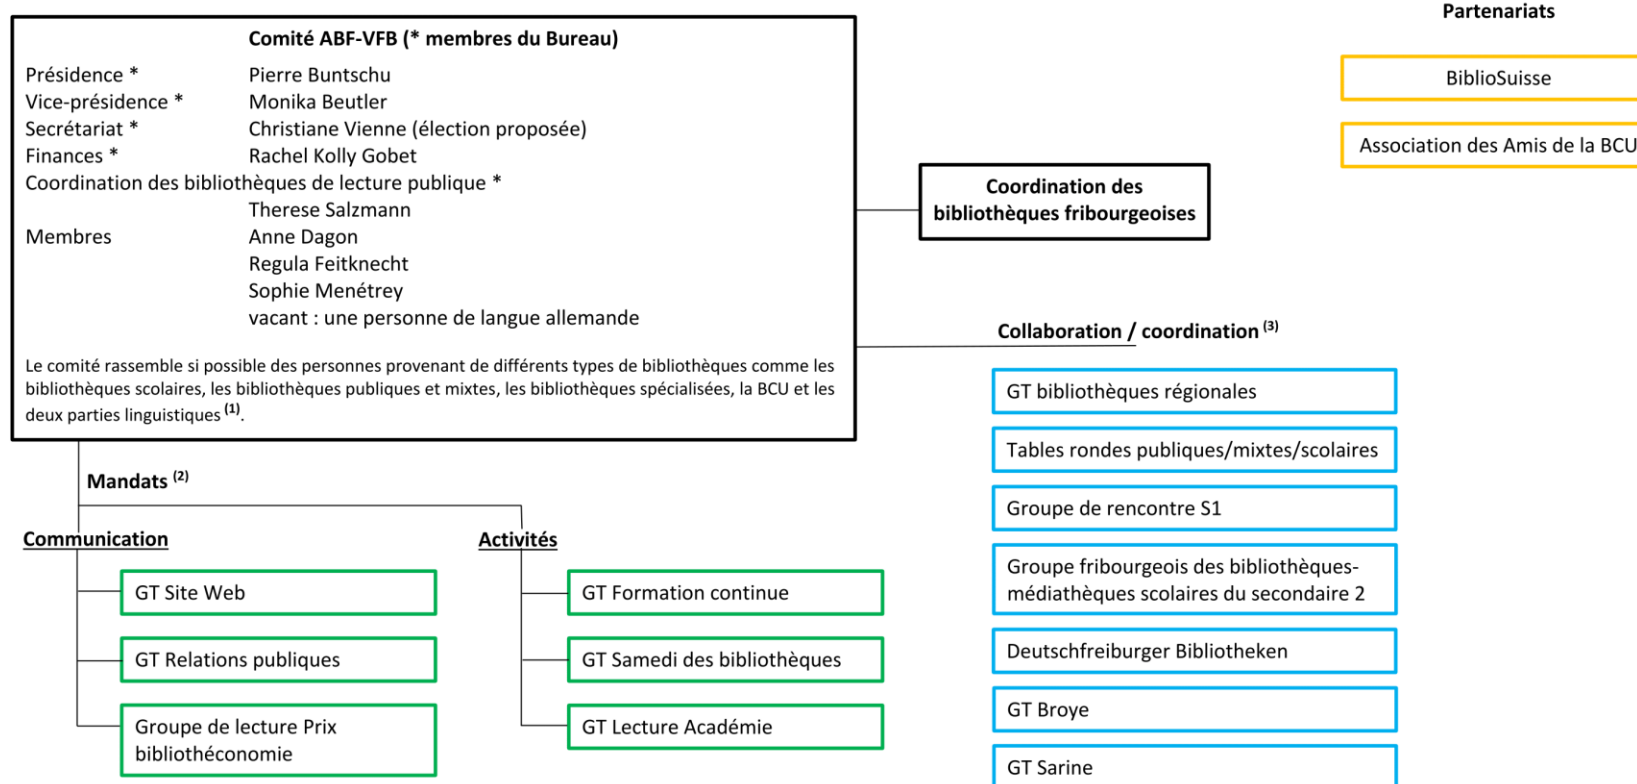 Partenariats
BiblioSuisse
Association des Amis de la BCU
Comité ABF-VFB (* membres du Bureau)
Présidence * Pierre Buntschu
Vice-présidence * Monika Beutler
Secrétariat * Christiane Vienne (élection proposée)
Finances * Rachel Kolly Gobet
Coordination des bibliothèques de lecture publique *
Therese Salzmann
Membres Anne Dagon
Regula Feitknecht
Sophie Menétrey
vacant : une personne de langue allemande
Le comité rassemble si possible des personnes provenant de différents types de bibliothèques comme les
bibliothèques scolaires, les bibliothèques publiques et mixtes, les bibliothèques spécialisées, la BCU et les
deux parties linguistiques (1).
Coordination des
bibliothèques fribourgeoises
Collaboration / coordination (3)
GT bibliothèques régionales
Tables rondes publiques/mixtes/scolaires
Groupe de rencontre S1
Groupe fribourgeois des bibliothèques-
médiathèques scolaires du secondaire 2
Deutschfreiburger Bibliotheken
GT Broye
GT Sarine
Mandats (2)
Communication
GT Site Web
GT Relations publiques
Groupe de lecture Prix
bibliothéconomie
Activités
GT Formation continue
GT Samedi des bibliothèques
GT Lecture Académie